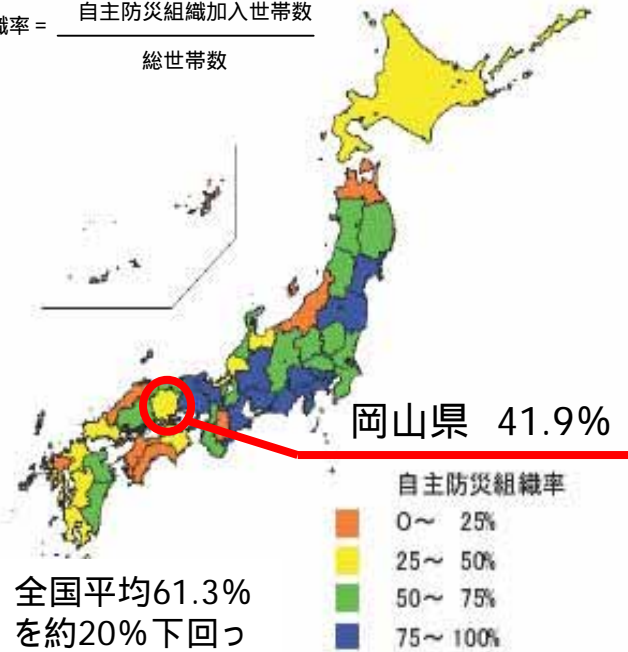 織率 = 自主防災組織加入世帯数
総世帯数
岡山県 41.9%
自主防災組織率
0～ 25%
25～ 50%
50～ 75%
75～ 100%
全国平均61.3%
を約20%下回っ